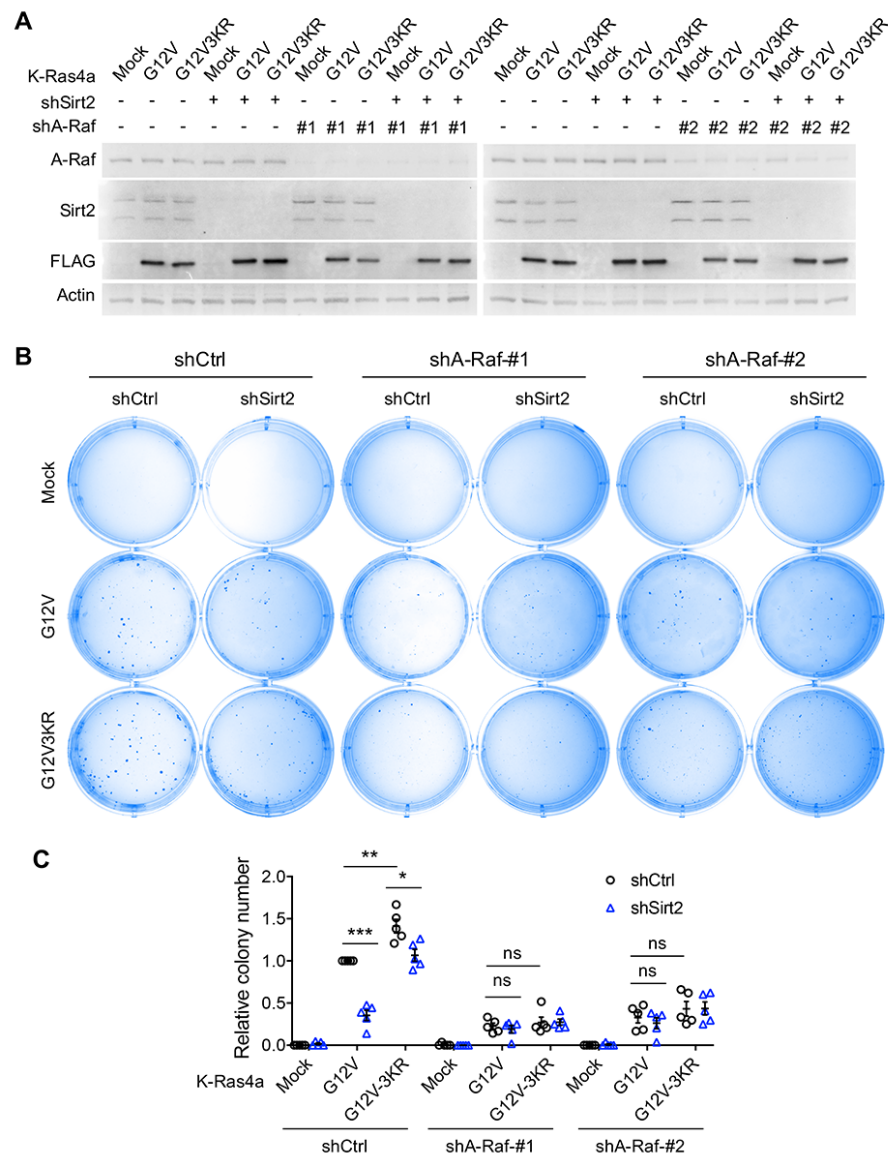 A
Mock G12V G12V3KR Mock G12V G12V3KR Mock G12V G12V3KR Mock G12V G12V3KR Mock G12V G12V3KR Mock G12V G12V3KR Mock G12V G12V3KR Mock G12V G12V3KR
K-Ras4a
shSirt2 - - - + + + - - - + + + - - - + + + - - - + + +
shA-Raf - - - - - - #1 #1 #1 #1 #1 #1 - - - - - - #2 #2 #2 #2 #2 #2
A-Raf
Sirt2
FLAG
Actin
B
shCtrl shA-Raf-#1 shA-Raf-#2
shCtrl shSirt2 shCtrl shSirt2 shCtrl shSirt2
Mock
G12V
G12V3KR
C
Relative colony number
2.0
1.5
1.0
0.5
0.0
** * ***
ns ns
ns ns
shCtrl
shSirt2
K-Ras4a
Mock G12V G12V-3KR Mock G12V G12V-3KR Mock G12V G12V-3KR
shCtrl shA-Raf-#1 shA-Raf-#2